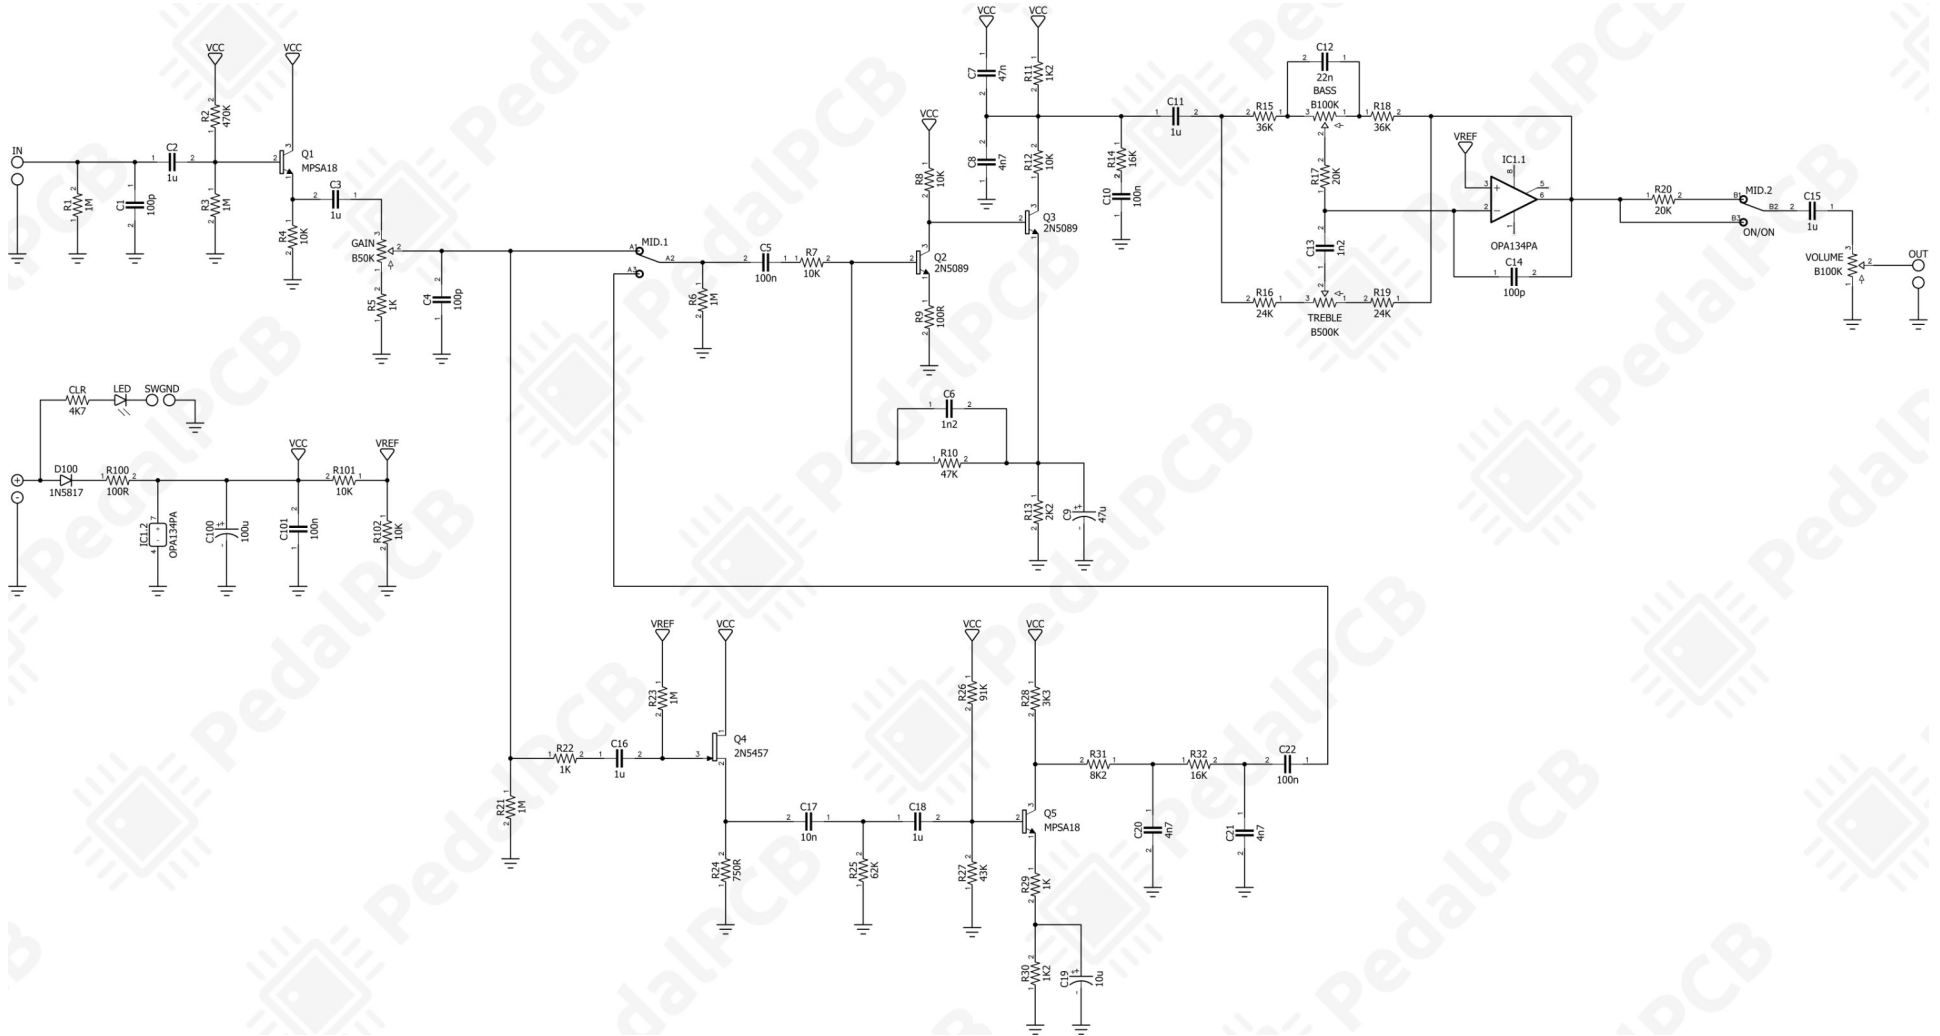 IN
R1
1M
C1
100p
C2
1u
VCC
R2
470K
R3
1M
VCC
Q1
MPSA18
R4
10K
C3
1u
GAIN
B50K
R5
1K
C4
100p
MID.1
A1
A2
A3
R6
1M
C5
100n
R7
10K
VCC
R8
10K
Q2
2N5089
R9
100R
C6
1n2
R10
47K
VCC
C7
47n
C8
4n7
VCC
R11
1K2
R12
10K
Q3
2N5089
R13
2K2
C9
47u
R14
16K
C10
100n
C11
1u
R15
36K
C12
22n
BASS
B100K
R18
36K
R17
20K
C13
1n2
R16
24K
TREBLE
B500K
R19
24K
VREF
IC1.1
OPA134PA
C14
100p
R20
20K
B1
B2
B3
MID.2
ON/ON
C15
1u
VOLUME
B100K
OUT
CLR
4K7
LED
SWGND
D100
1N5817
R100
100R
IC1.2
OPA134PA
C100
100u
VCC
C101
100n
R101
10K
VREF
R102
10K
R21
1M
R22
1K
C16
1u
VREF
R23
1M
VCC
Q4
2N5457
R24
750R
C17
10n
R25
62K
C18
1u
VCC
R26
91K
R27
43K
VCC
R28
3K3
Q5
MPSA18
R29
1K
R30
1K2
C19
10u
R31
8K2
C20
4n7
R32
16K
C21
4n7
C22
100n
PedalPCB
PedalPCB
PedalPCB
PedalPCB
PedalPCB
PedalPCB
PedalPCB
PedalPCB